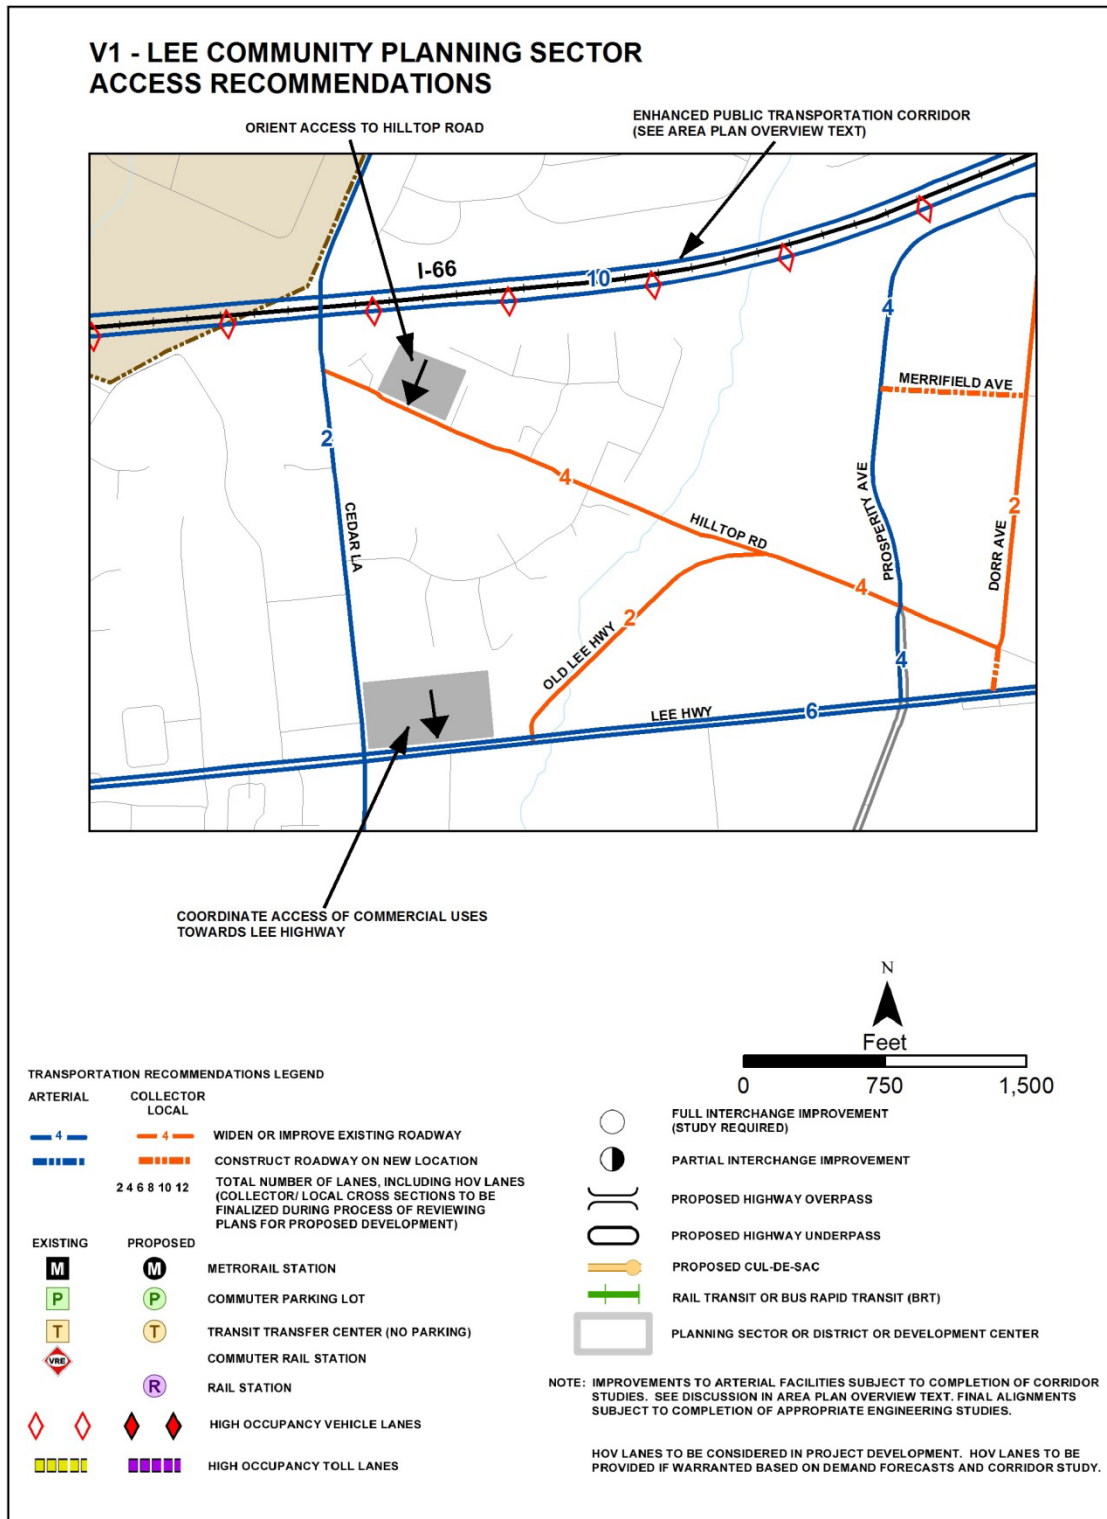 V1 - LEE COMMUNITY PLANNING SECTOR
ACCESS RECOMMENDATIONS
ORIENT ACCESS TO HILLTOP ROAD
ENHANCED PUBLIC TRANSPORTATION CORRIDOR
(SEE AREA PLAN OVERVIEW TEXT)
I-66
10
4
MERRIFIELD AVE
2
CEDAR LA
4
HILLTOP RD
PROSPERITY AVE
2
DORR AVE
4
OLD LEE HWY
2
4
LEE HWY
6
COORDINATE ACCESS OF COMMERCIAL USES
TOWARDS LEE HIGHWAY
N
Feet
0 750 1,500
TRANSPORTATION RECOMMENDATIONS LEGEND
ARTERIAL COLLECTOR
LOCAL
4 4 WIDEN OR IMPROVE EXISTING ROADWAY
CONSTRUCT ROADWAY ON NEW LOCATION
2 4 6 8 10 12 TOTAL NUMBER OF LANES, INCLUDING HOV LANES
(COLLECTOR/ LOCAL CROSS SECTIONS TO BE
FINALIZED DURING PROCESS OF REVIEWING
PLANS FOR PROPOSED DEVELOPMENT)
EXISTING PROPOSED
M M METRORAIL STATION
P P COMMUTER PARKING LOT
T T TRANSIT TRANSFER CENTER (NO PARKING)
VRE COMMUTER RAIL STATION
R RAIL STATION
HIGH OCCUPANCY VEHICLE LANES
HIGH OCCUPANCY TOLL LANES
FULL INTERCHANGE IMPROVEMENT
(STUDY REQUIRED)
PARTIAL INTERCHANGE IMPROVEMENT
PROPOSED HIGHWAY OVERPASS
PROPOSED HIGHWAY UNDERPASS
PROPOSED CUL-DE-SAC
RAIL TRANSIT OR BUS RAPID TRANSIT (BRT)
PLANNING SECTOR OR DISTRICT OR DEVELOPMENT CENTER
NOTE: IMPROVEMENTS TO ARTERIAL FACILITIES SUBJECT TO COMPLETION OF CORRIDOR
STUDIES. SEE DISCUSSION IN AREA PLAN OVERVIEW TEXT. FINAL ALIGNMENTS
SUBJECT TO COMPLETION OF APPROPRIATE ENGINEERING STUDIES.
HOV LANES TO BE CONSIDERED IN PROJECT DEVELOPMENT. HOV LANES TO BE
PROVIDED IF WARRANTED BASED ON DEMAND FORECASTS AND CORRIDOR STUDY.